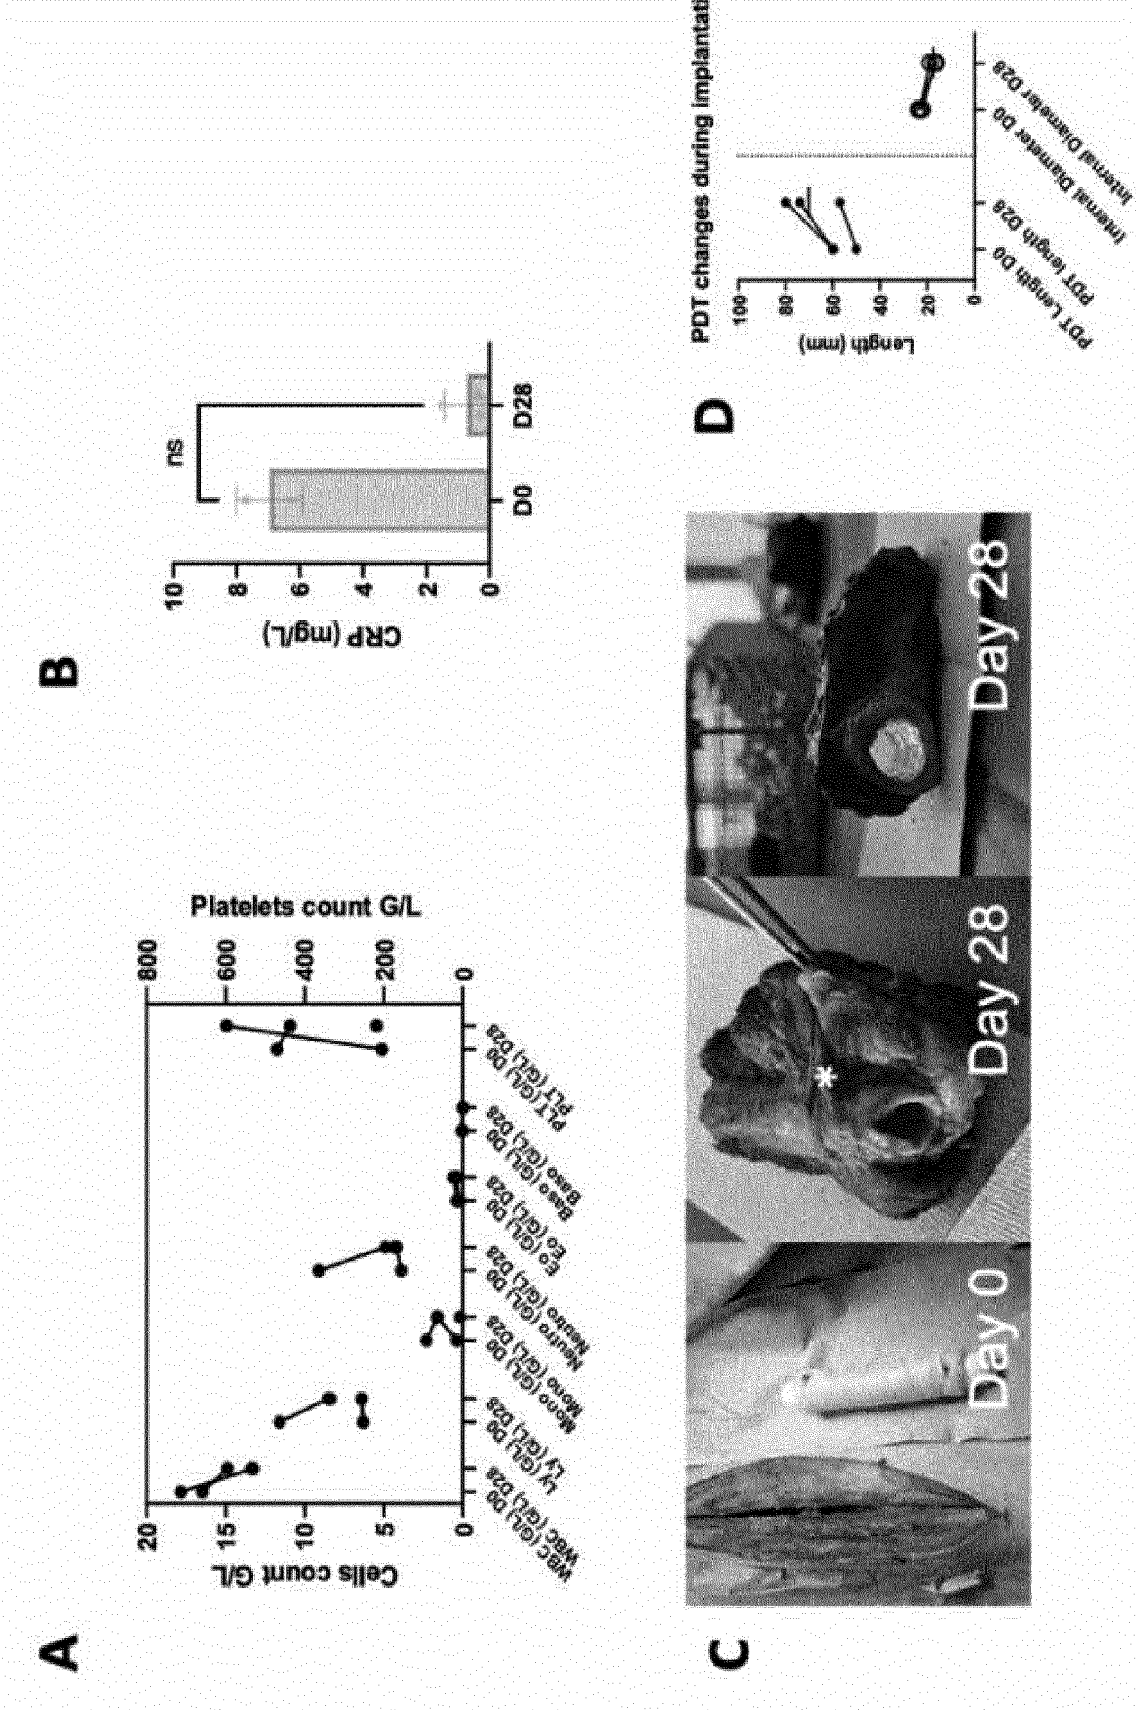 A
Cells count G/L
20
15
10
5
0
Platelets count G/L
800
600
400
200
0
WBC (G/L) D0
WBC (G/L) D28
Ly (G/L) D0
Ly (G/L) D28
Mono (G/L) D0
Mono (G/L) D28
Neutro (G/L) D0
Neutro (G/L) D28
Eo (G/L) D0
Eo (G/L) D28
Baso (G/L) D0
Baso (G/L) D28
PLT (G/L) D0
PLT (G/L) D28
B
CRP (mg/L)
10
8
6
4
2
0
ns
D0
D28
C
Day 0
*
Day 28
Day 28
D
PDT changes during implantati
Length (mm)
100
80
60
40
20
0
PDT Length D0
PDT length D28
Internal Diameter D0
Internal Diameter D28